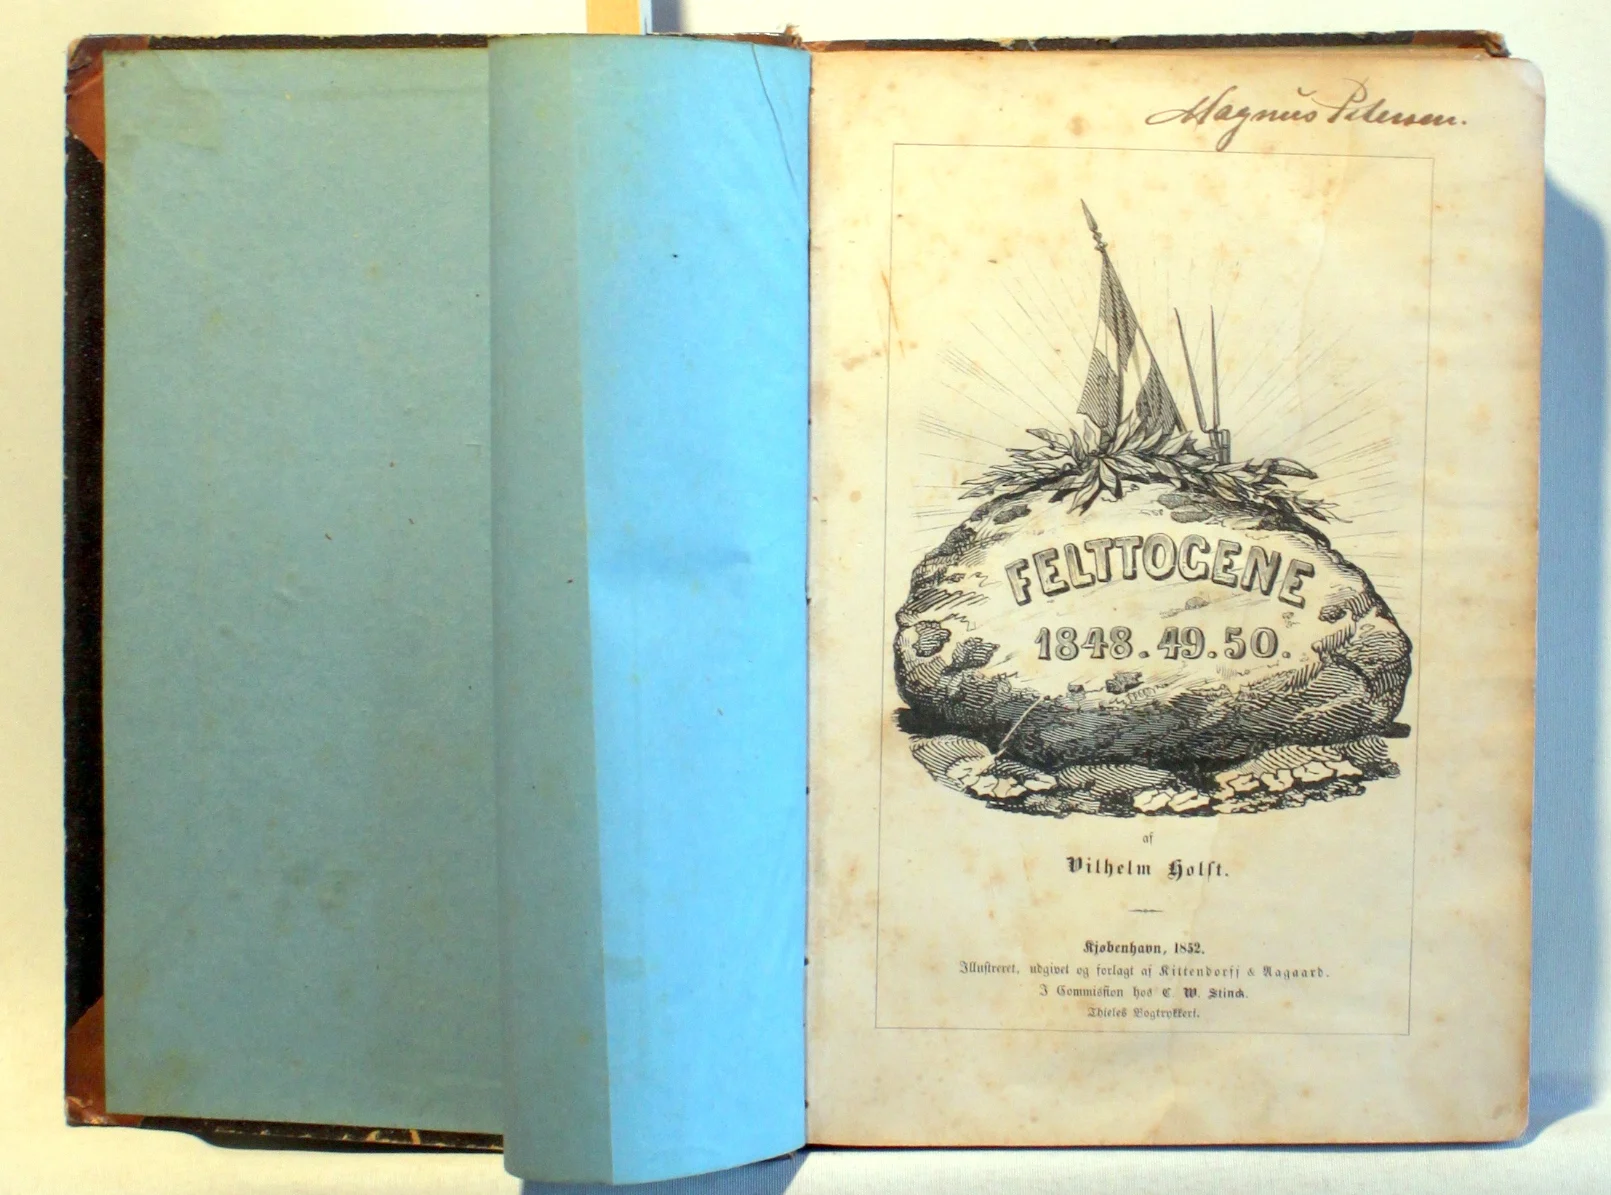 Magnus Petersen.
FELTTOGENE
1848.49.50.
af
Vilhelm Holst.
Kjøbenhavn, 1852.
Illustreret, udgivet og forlagt af Kittendorff & Aagaard.
I Commission hos C. W. Stinck.
Thieles Bogtrykkeri.